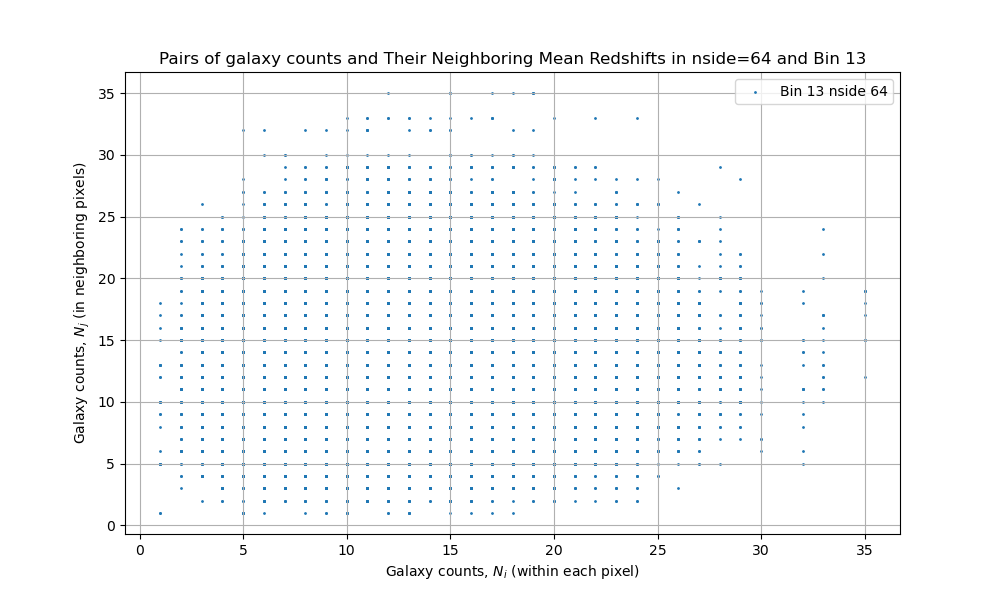 Pairs of galaxy counts and Their Neighboring Mean Redshifts in nside=64 and Bin 13
Bin 13 nside 64
Galaxy counts, N_j (in neighboring pixels)
35
30
25
20
15
10
5
0
0 5 10 15 20 25 30 35
Galaxy counts, N_i (within each pixel)